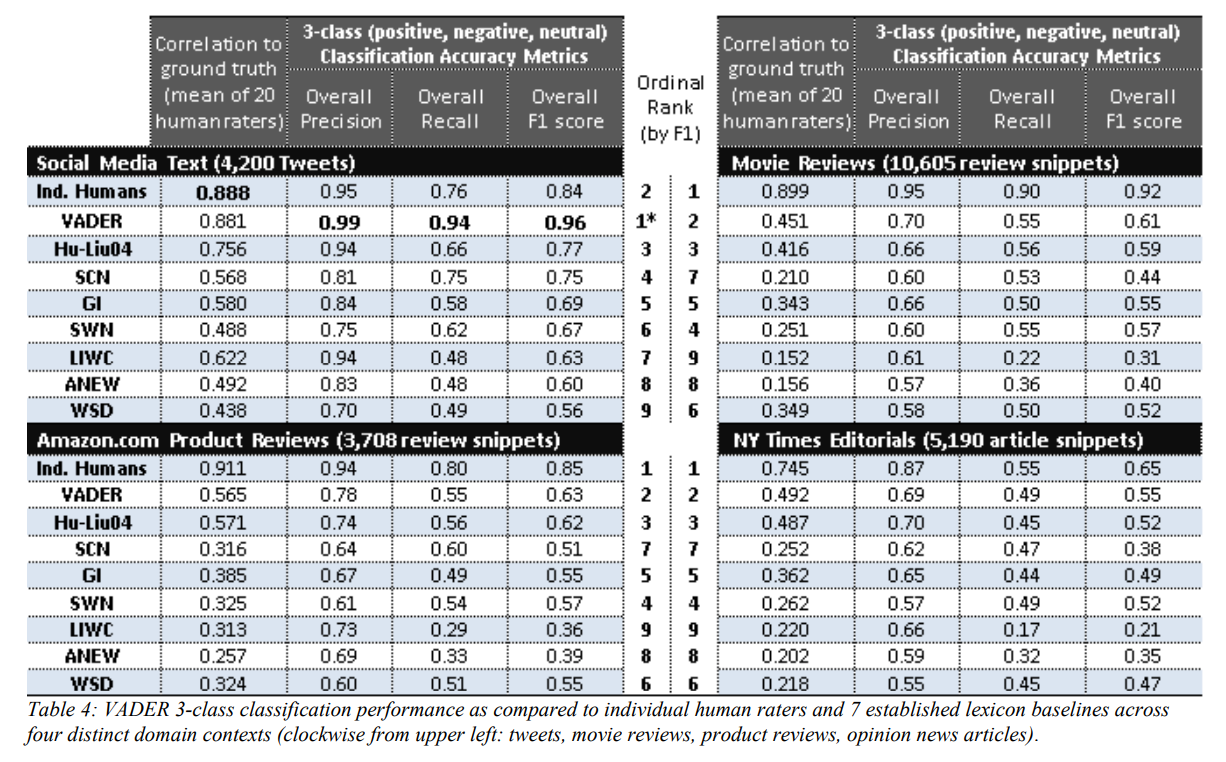 Correlation to ground truth (mean of 20 human raters) 3-class (positive, negative, neutral) Classification Accuracy Metrics Ordinal Rank (by F1) Correlation to ground truth (mean of 20 human raters) 3-class (positive, negative, neutral) Classification Accuracy Metrics
Overall Precision Overall Recall Overall F1 score Overall Precision Overall Recall Overall F1 score
Social Media Text (4,200 Tweets) Movie Reviews (10,605 review snippets)
Ind. Humans 0.888 0.95 0.76 0.84 2 1 0.899 0.95 0.90 0.92
VADER 0.881 0.99 0.94 0.96 1* 2 0.451 0.70 0.55 0.61
Hu-Liu04 0.756 0.94 0.66 0.77 3 3 0.416 0.66 0.56 0.59
SCN 0.568 0.81 0.75 0.75 4 7 0.210 0.60 0.53 0.44
GI 0.580 0.84 0.58 0.69 5 5 0.343 0.66 0.50 0.55
SWN 0.488 0.75 0.62 0.67 6 4 0.251 0.60 0.55 0.57
LIWC 0.622 0.94 0.48 0.63 7 9 0.152 0.61 0.22 0.31
ANEW 0.492 0.83 0.48 0.60 8 8 0.156 0.57 0.36 0.40
WSD 0.438 0.70 0.49 0.56 9 6 0.349 0.58 0.50 0.52
Amazon.com Product Reviews (3,708 review snippets) NY Times Editorials (5,190 article snippets)
Ind. Humans 0.911 0.94 0.80 0.85 1 1 0.745 0.87 0.55 0.65
VADER 0.565 0.78 0.55 0.63 2 2 0.492 0.69 0.49 0.55
Hu-Liu04 0.571 0.74 0.56 0.62 3 3 0.487 0.70 0.45 0.52
SCN 0.316 0.64 0.60 0.51 7 7 0.252 0.62 0.47 0.38
GI 0.385 0.67 0.49 0.55 5 5 0.362 0.65 0.44 0.49
SWN 0.325 0.61 0.54 0.57 4 4 0.262 0.57 0.49 0.52
LIWC 0.313 0.73 0.29 0.36 9 9 0.220 0.66 0.17 0.21
ANEW 0.257 0.69 0.33 0.39 8 8 0.202 0.59 0.32 0.35
WSD 0.324 0.60 0.51 0.55 6 6 0.218 0.55 0.45 0.47
Table 4: VADER 3-class classification performance as compared to individual human raters and 7 established lexicon baselines across
four distinct domain contexts (clockwise from upper left: tweets, movie reviews, product reviews, opinion news articles).